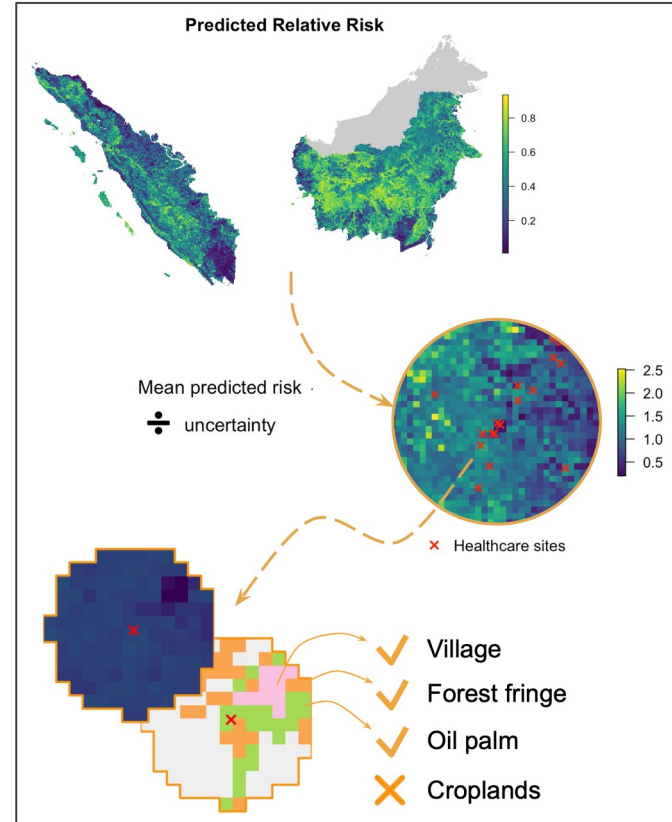 Predicted Relative Risk
0.8
0.6
0.4
0.2
Mean predicted risk
÷ uncertainty
2.5
2.0
1.5
1.0
0.5
× Healthcare sites
Village
Forest fringe
Oil palm
Croplands